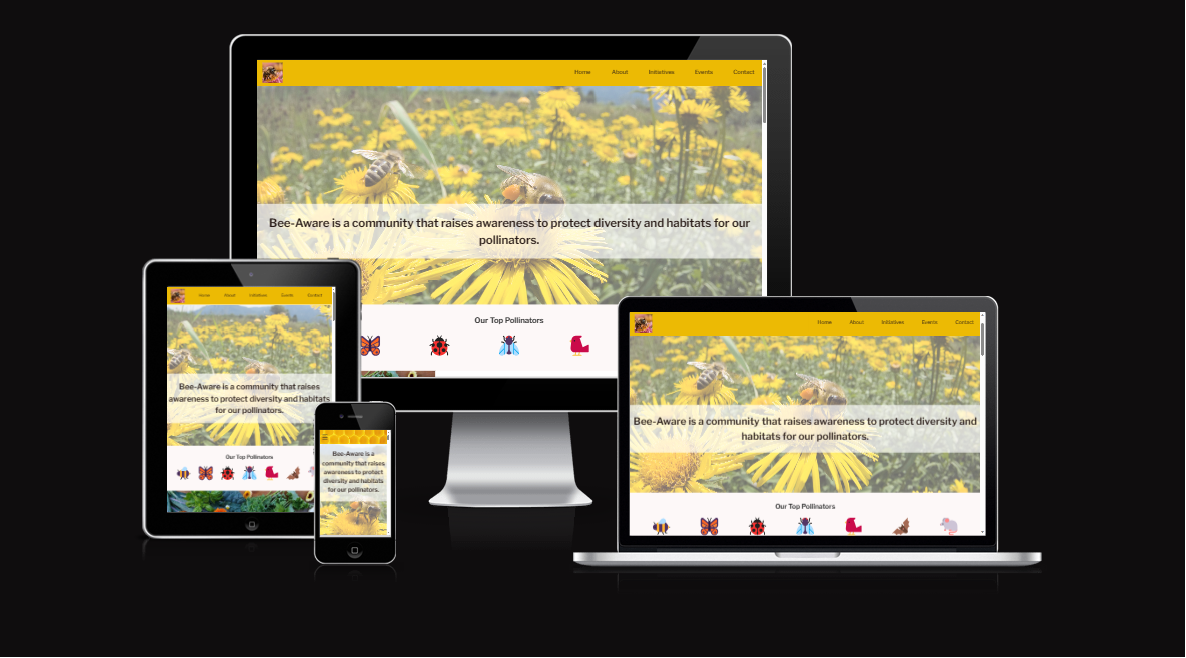 Home About Initiatives Events Contact
Bee-Aware is a community that raises awareness to protect diversity and habitats for our
pollinators.
Our Top Pollinators
Home About Initiatives Events Contact
Bee-Aware is a community that raises
awareness to protect diversity and habitats
for our pollinators.
Our Top Pollinators
Bee-Aware is a
community that raises
awareness to protect
diversity and habitats
for our pollinators.
Home About Initiatives Events Contact
Bee-Aware is a community that raises awareness to protect diversity and
habitats for our pollinators.
Our Top Pollinators